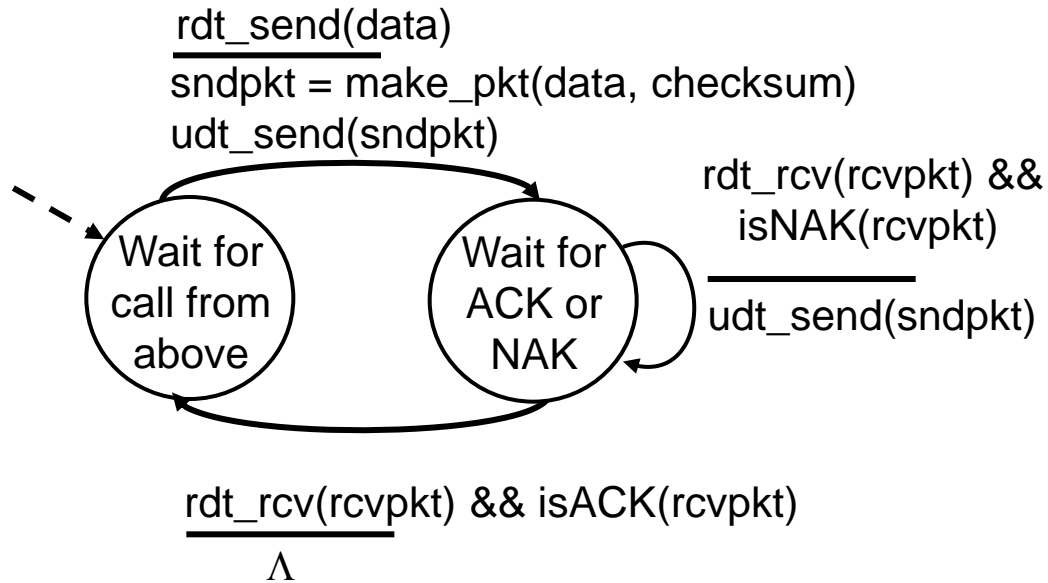 rdt_send(data)
sndpkt = make_pkt(data, checksum)
udt_send(sndpkt)
rdt_rcv(rcvpkt) &&
isNAK(rcvpkt)
udt_send(sndpkt)
Wait for
call from
above
Wait for
ACK or
NAK
rdt_rcv(rcvpkt) && isACK(rcvpkt)
Λ